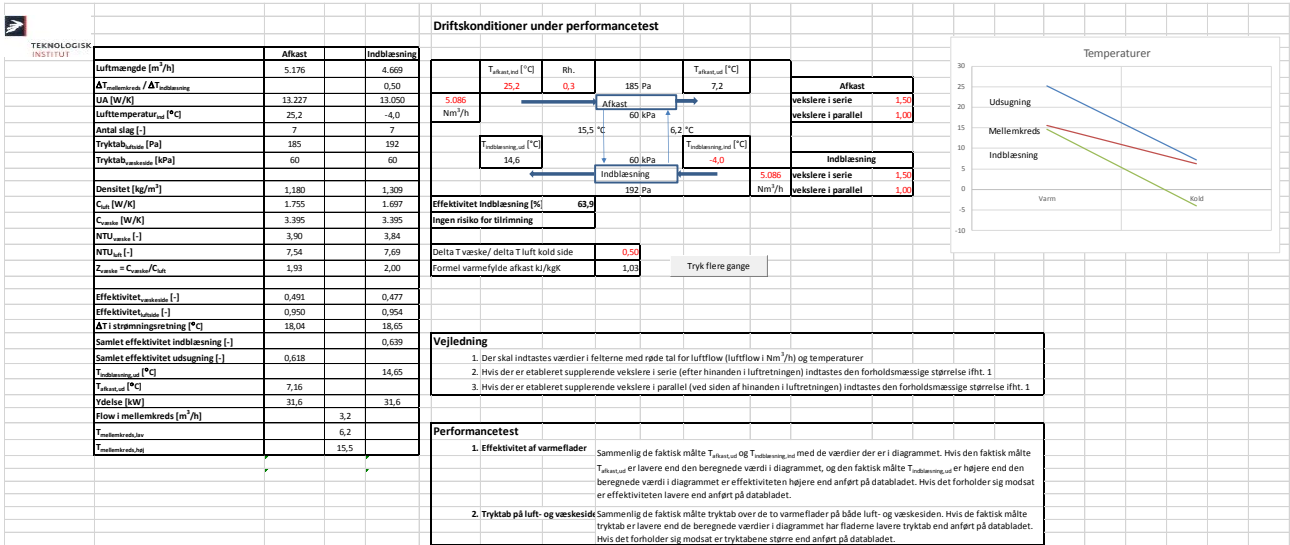 TEKNOLOGISK
INSTITUT
Driftskonditioner under performancetest
Afkast Indblæsning
Luftmængde [m³/h] 5.176 4.669
ΔTmellemkreds / ΔTindblæsning 0,50
UA [W/K] 13.227 13.050
Lufttemperaturind [°C] 25,2 -4,0
Antal slag [-] 7 7
Tryktabluftside [Pa] 185 192
Tryktabvæskeside [kPa] 60 60
Densitet [kg/m³] 1,180 1,309
Cluft [W/K] 1.755 1.697
Cvæske [W/K] 3.395 3.395
NTUvæske [-] 3,90 3,84
NTUluft [-] 7,54 7,69
Zvæske = Cvæske/Cluft 1,93 2,00
Effektivitetvæskeside [-] 0,491 0,477
Effektivitetluftside [-] 0,950 0,954
ΔT i strømningsretning [°C] 18,04 18,65
Samlet effektivitet indblæsning [-] 0,639
Samlet effektivitet udsugning [-] 0,618
Tindblæsning,ud [°C] 14,65
Tafkast,ud [°C] 7,16
Ydelse [kW] 31,6 31,6
Flow i mellemkreds [m³/h] 3,2
Tmellemkreds,lav 6,2
Tmellemkreds,høj 15,5
Tafkast,ind [°C] Rh. Tafkast,ud [°C]
25,2 0,3 185 Pa 7,2
5.086 Afkast
Nm³/h 60 kPa
15,5 °C 6,2 °C
Tindblæsning,ud [°C] Tindblæsning,ind [°C]
14,6 60 kPa -4,0
Indblæsning 5.086
192 Pa Nm³/h
Effektivitet Indblæsning [%] 63,9
Ingen risiko for tilrimning
Delta T væske/ delta T luft kold side 0,50
Formel varmefylde afkast kJ/kgK 1,03
Tryk flere gange
Afkast
vekslere i serie 1,50
vekslere i parallel 1,00
Indblæsning
vekslere i serie 1,50
vekslere i parallel 1,00
Temperaturer
30
25
20
15
10
5
0
-5
-10
Udsugning
Mellemkreds
Indblæsning
Varm Kold
Vejledning
1. Der skal indtastes værdier i felterne med røde tal for luftflow (luftflow i Nm³/h) og temperaturer
2. Hvis der er etableret supplerende vekslere i serie (efter hinanden i luftretningen) indtastes den forholdsmæssige størrelse ifht. 1
3. Hvis der er etableret supplerende vekslere i parallel (ved siden af hinanden i luftretningen) indtastes den forholdsmæssige størrelse ifht. 1
Performancetest
1. Effektivitet af varmeflader
Sammenlig de faktisk målte Tafkast,ud og Tindblæsning,ind med de værdier der er i diagrammet. Hvis den faktisk målte
Tafkast,ud er lavere end den beregnede værdi i diagrammet, og den faktisk målte Tindblæsning,ud er højere end den
beregnede værdi i diagrammet er effektiviteten højere end anført på databladet. Hvis det forholder sig modsat
er effektiviteten lavere end anført på databladet.
2. Tryktab på luft- og væskeside
Sammenlig de faktisk målte tryktab over de to varmeflader på både luft- og væskesiden. Hvis de faktisk målte
tryktab er lavere end de beregnede værdier i diagrammet har fladerne lavere tryktab end anført på databladet.
Hvis det forholder sig modsat er tryktabene større end anført på databladet.